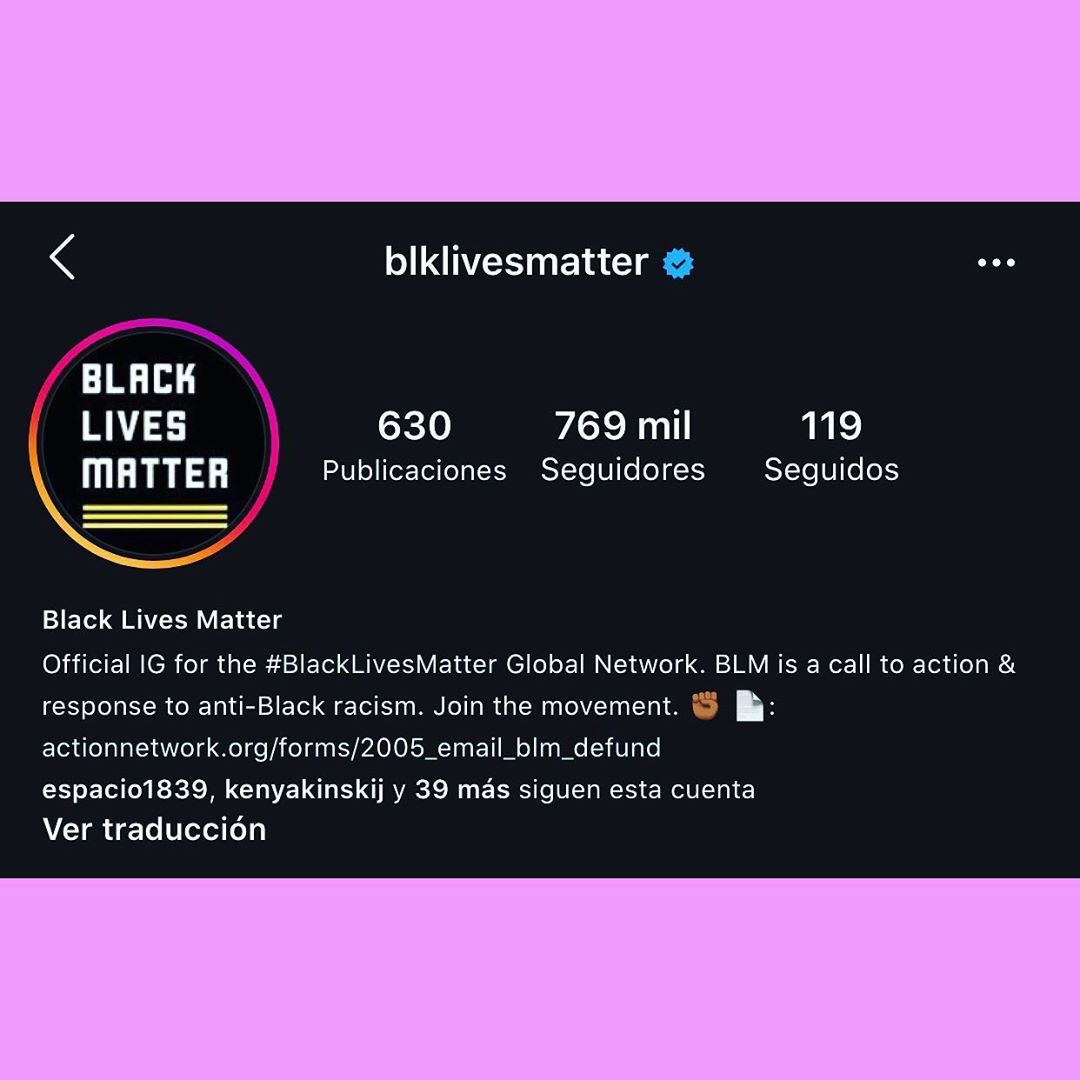 blklivesmatter
BLACK
LIVES
MATTER
630
Publicaciones
769 mil
Seguidores
119
Seguidos
Black Lives Matter
Official IG for the #BlackLivesMatter Global Network. BLM is a call to action &
response to anti-Black racism. Join the movement. ✊🏾 📄:
actionnetwork.org/forms/2005_email_blm_defund
espacio1839, kenyakinskij y 39 más siguen esta cuenta
Ver traducción